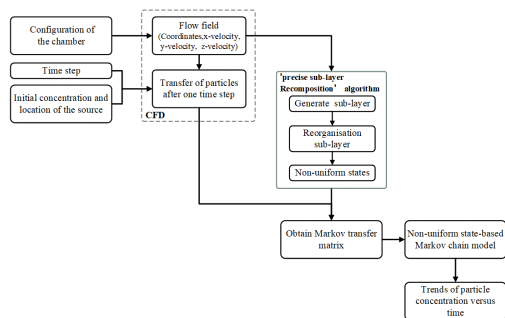 Configuration of
the chamber
Flow field
(Coordinates,x-velocity,
y-velocity, z-velocity)
Time step
Initial concentration and
location of the source
Transfer of particles
after one time step
CFD
‘precise sub-layer
Recomposition’ algorithm
Generate sub-layer
Reorganisation
sub-layer
Non-uniform states
Obtain Markov transfer
matrix
Non-uniform state-based
Markov chain model
Trends of particle
concentration versus
time